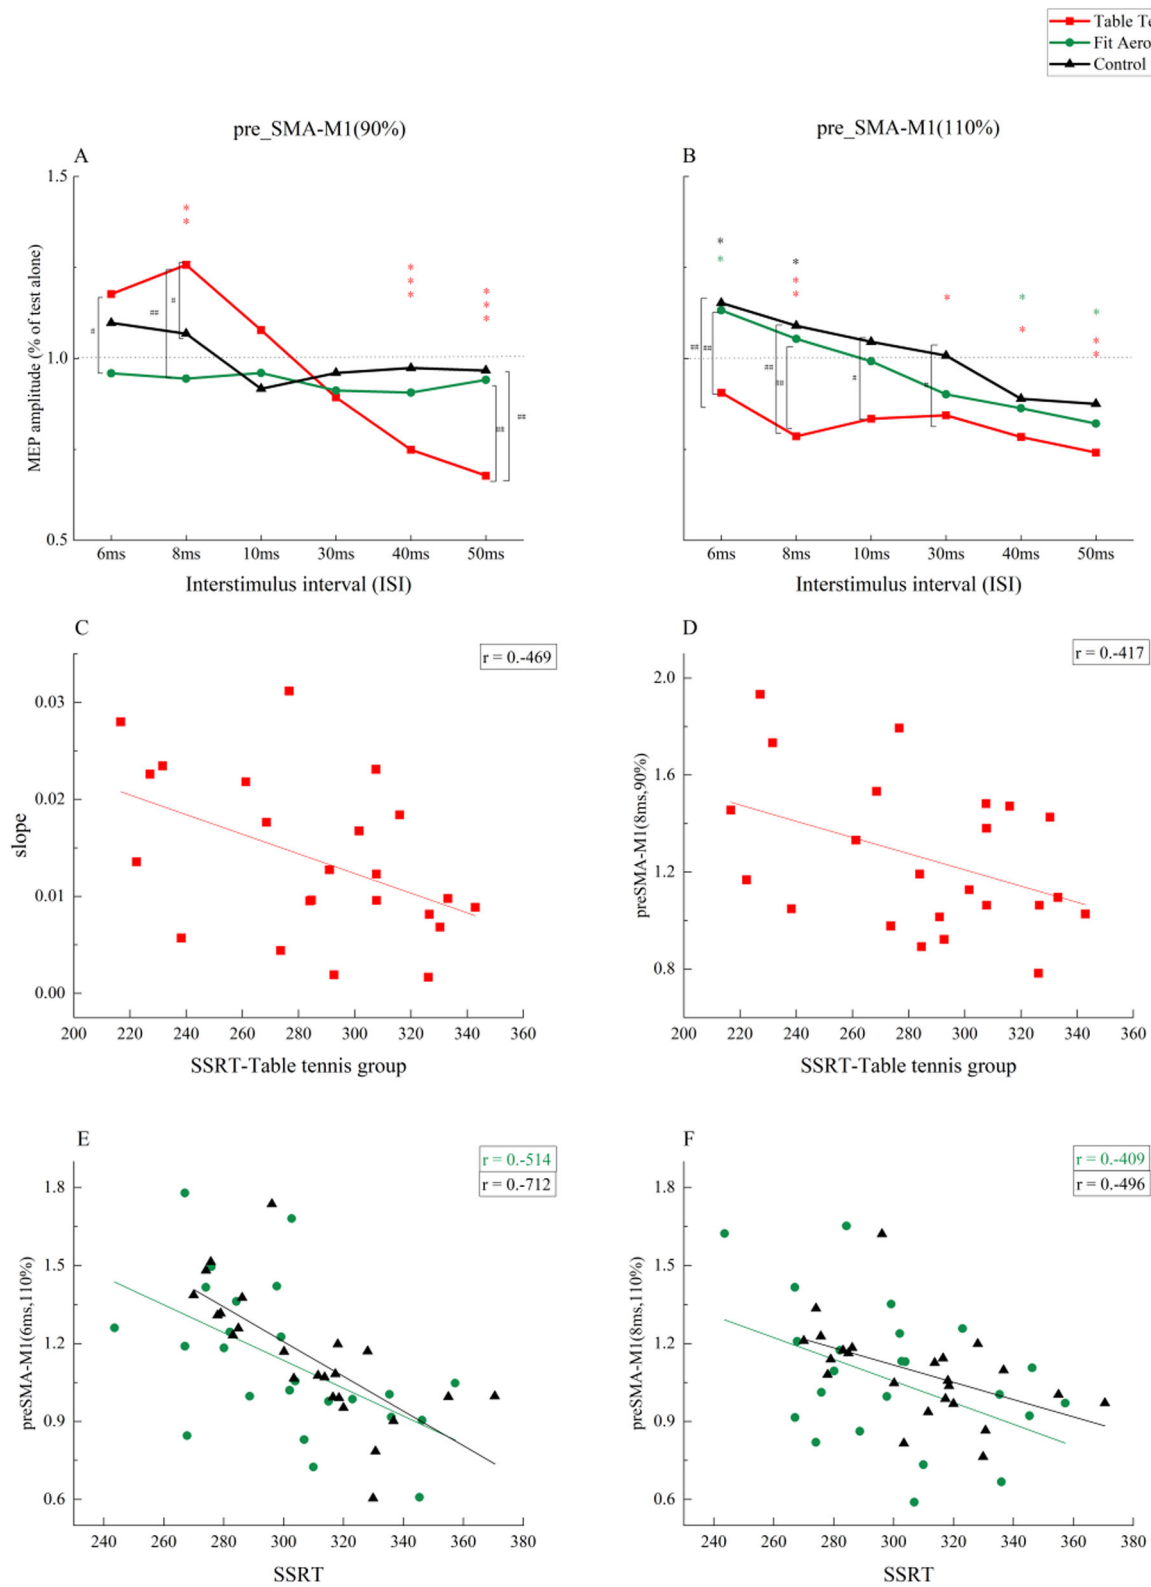 Table Te
Fit Aero
Control
pre_SMA-M1(90%)
pre_SMA-M1(110%)
A
B
MEP amplitude (% of test alone)
1.5
1.0
0.5
* *
* * *
* * *
#
##
#
##
##
6ms 8ms 10ms 30ms 40ms 50ms
Interstimulus interval (ISI)
*
*
*
* *
*
*
*
*
* *
##
##
##
##
#
6ms 8ms 10ms 30ms 40ms 50ms
Interstimulus interval (ISI)
C
r = 0.-469
slope
0.03
0.02
0.01
0.00
200 220 240 260 280 300 320 340 360
SSRT-Table tennis group
D
r = 0.-417
preSMA-M1(8ms,90%)
2.0
1.6
1.2
0.8
200 220 240 260 280 300 320 340 360
SSRT-Table tennis group
E
r = 0.-514
r = 0.-712
preSMA-M1(6ms,110%)
1.8
1.5
1.2
0.9
0.6
240 260 280 300 320 340 360 380
SSRT
F
r = 0.-409
r = 0.-496
preSMA-M1(8ms,110%)
1.8
1.5
1.2
0.9
0.6
240 260 280 300 320 340 360 380
SSRT